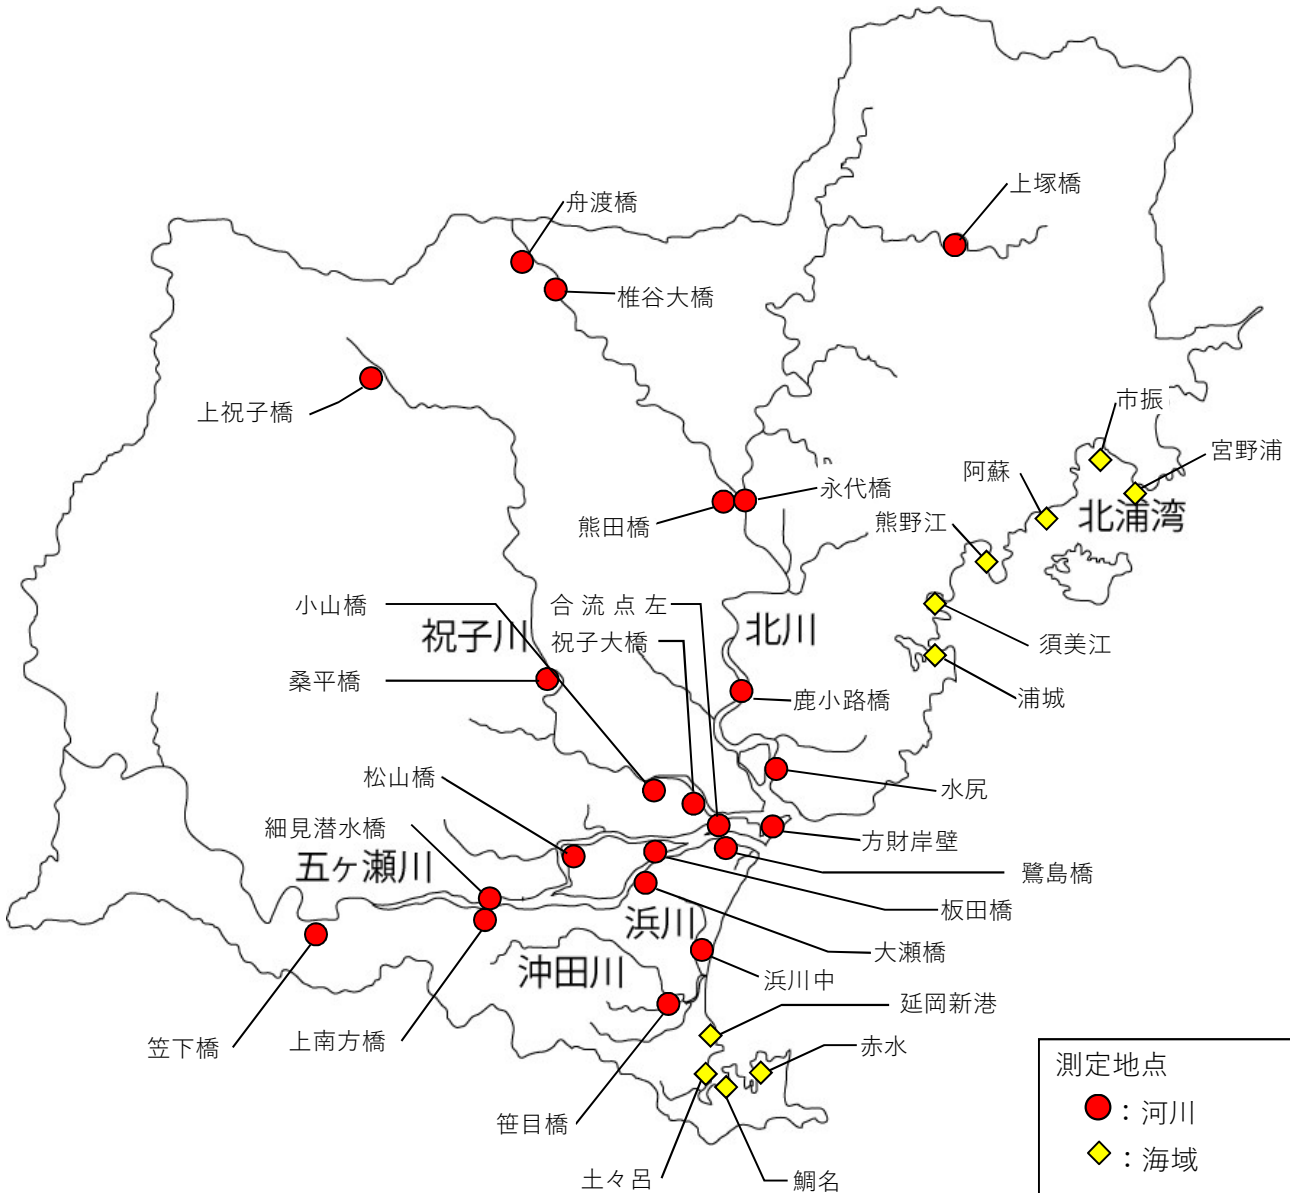 上塚橋
舟渡橋
椎谷大橋
上祝子橋
市振
宮野浦
阿蘇
永代橋
北浦湾
熊田橋
熊野江
小山橋
合流点左
祝子川
祝子大橋
北川
須美江
桑平橋
鹿小路橋
浦城
松山橋
水尻
細見潜水橋
方財岸壁
五ヶ瀬川
鷺島橋
板田橋
浜川
大瀬橋
沖田川
浜川中
延岡新港
笠下橋
上南方橋
赤水
測定地点
：河川
笹目橋
：海域
土々呂
鯛名